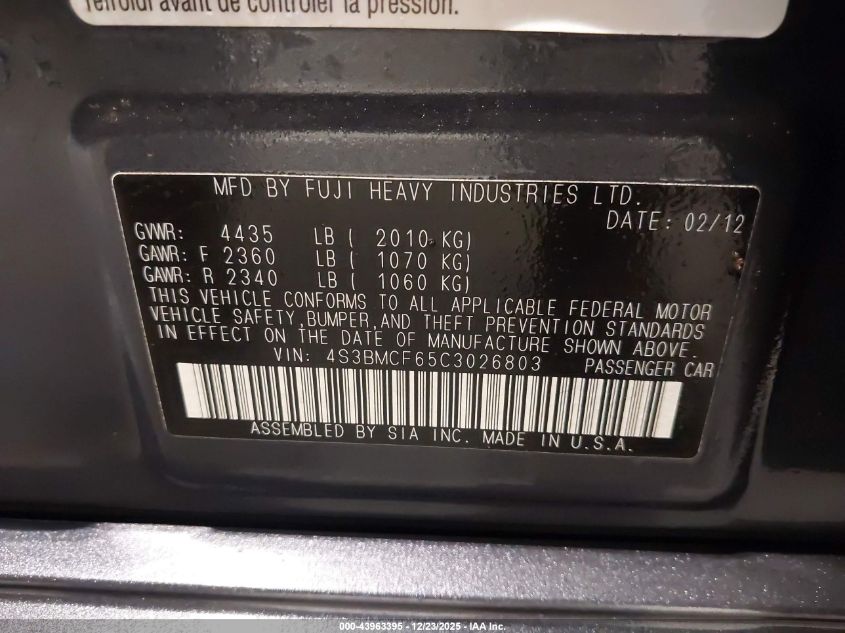 refroidi avant de contrôler la pression.
MFD BY FUJI HEAVY INDUSTRIES LTD.
DATE: 02/12
GVWR: 4435 LB ( 2010 KG)
GAWR: F 2360 LB ( 1070 KG)
GAWR: R 2340 LB ( 1060 KG)
THIS VEHICLE CONFORMS TO ALL APPLICABLE FEDERAL MOTOR
VEHICLE SAFETY,BUMPER,AND THEFT PREVENTION STANDARDS
IN EFFECT ON THE DATE OF MANUFACTURE SHOWN ABOVE.
VIN: 4S3BMCF65C3026803 PASSENGER CAR
ASSEMBLED BY SIA INC. MADE IN U.S.A.
000-43963395 - 12/23/2025 - IAA Inc.